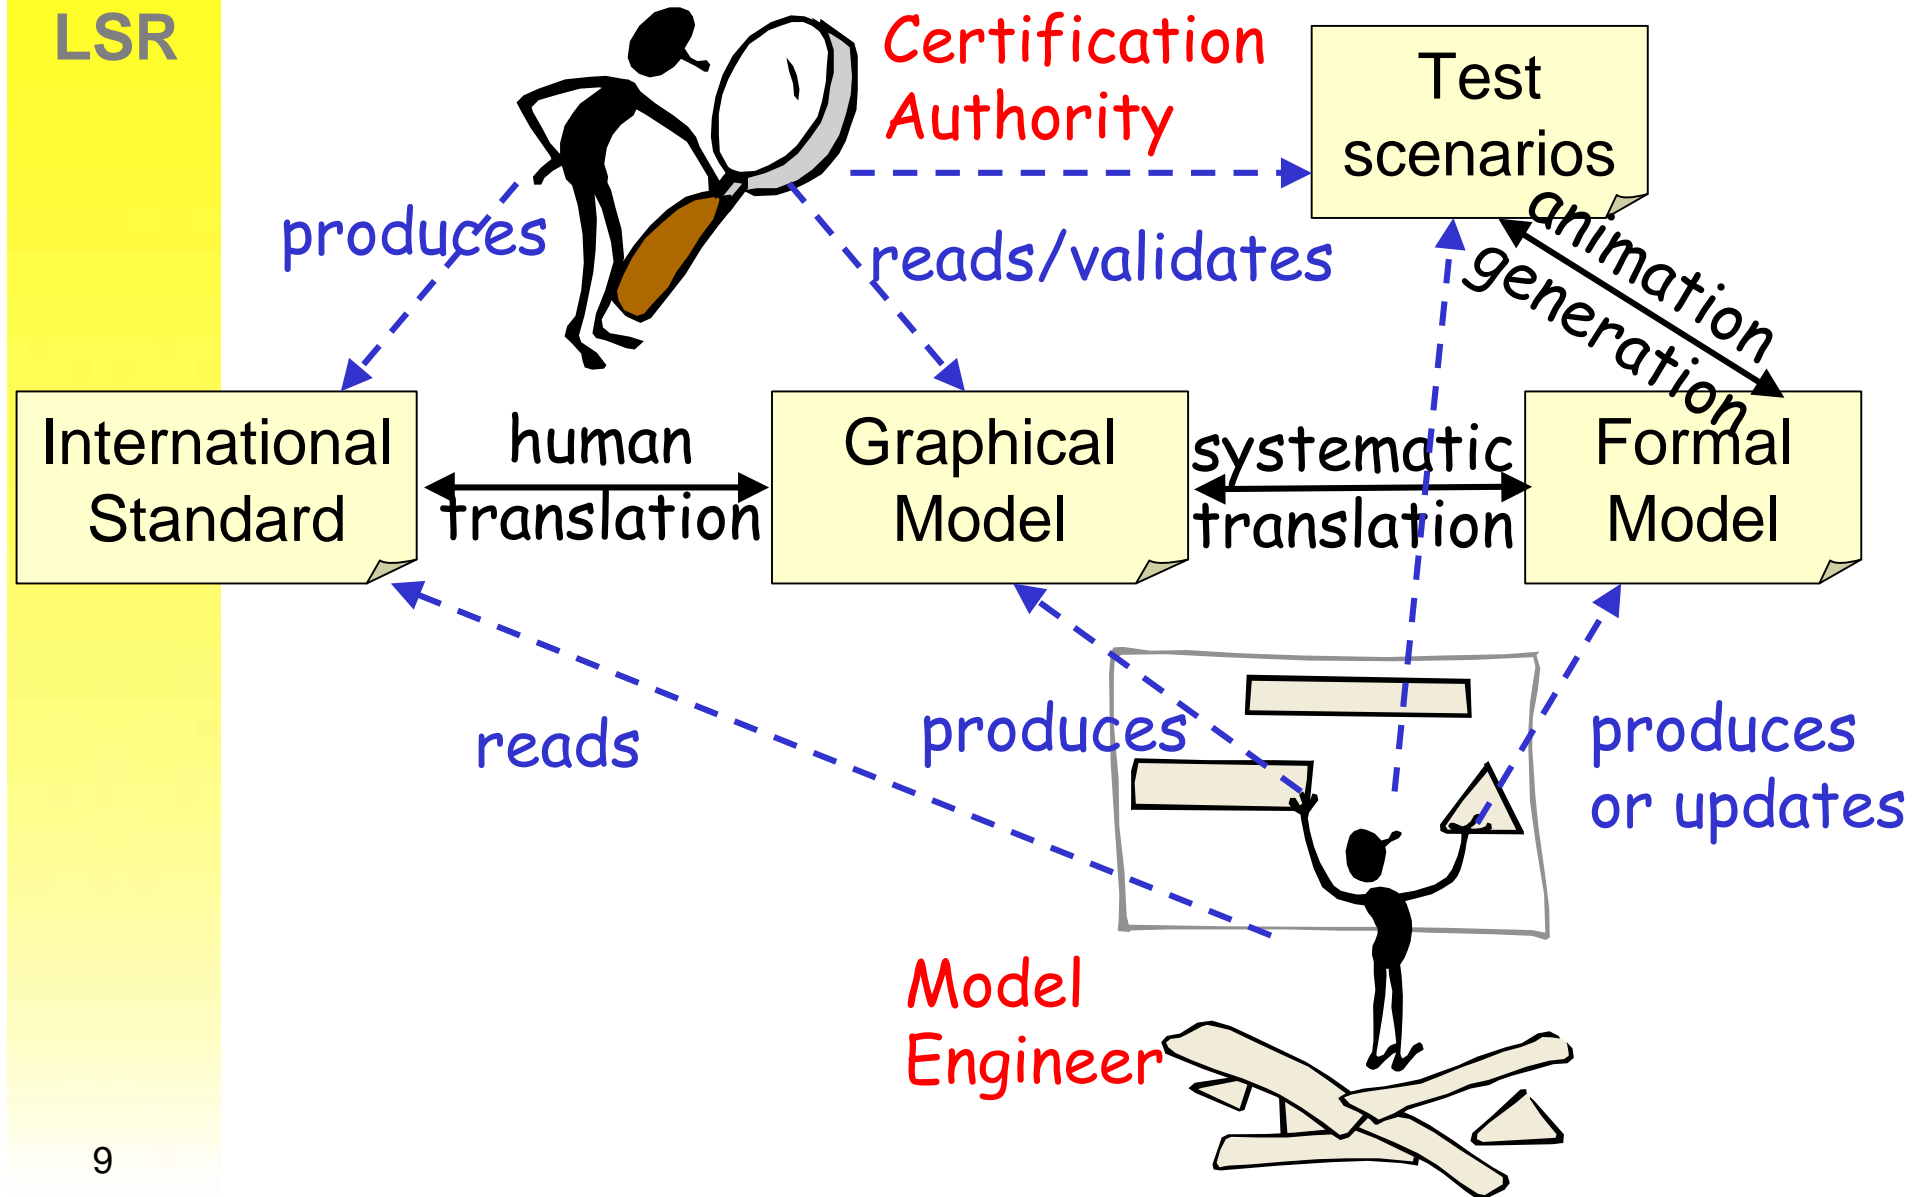 LSR
Certification
Authority
Test
scenarios
produces
reads/validates
animation
generation
International
Standard
human
translation
Graphical
Model
systematic
translation
Formal
Model
reads
produces
produces
or updates
Model
Engineer
9